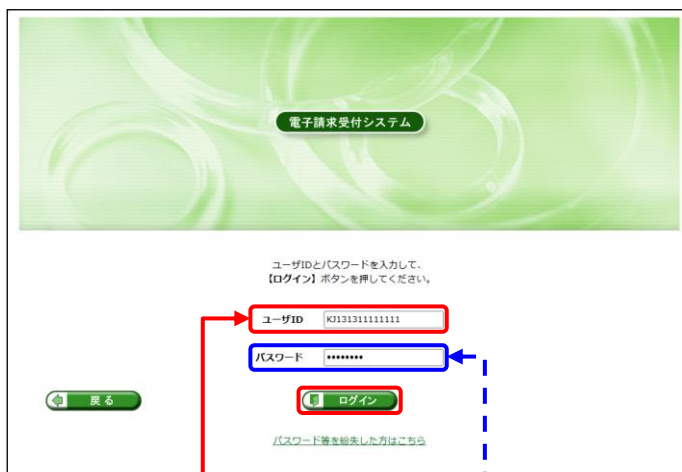 電子請求受付システム
ユーザIDとパスワードを入力して、
【ログイン】ボタンを押してください。
ユーザID KJ131311111111
パスワード ••••••••
戻る ログイン
パスワード等を紛失した方はこちら